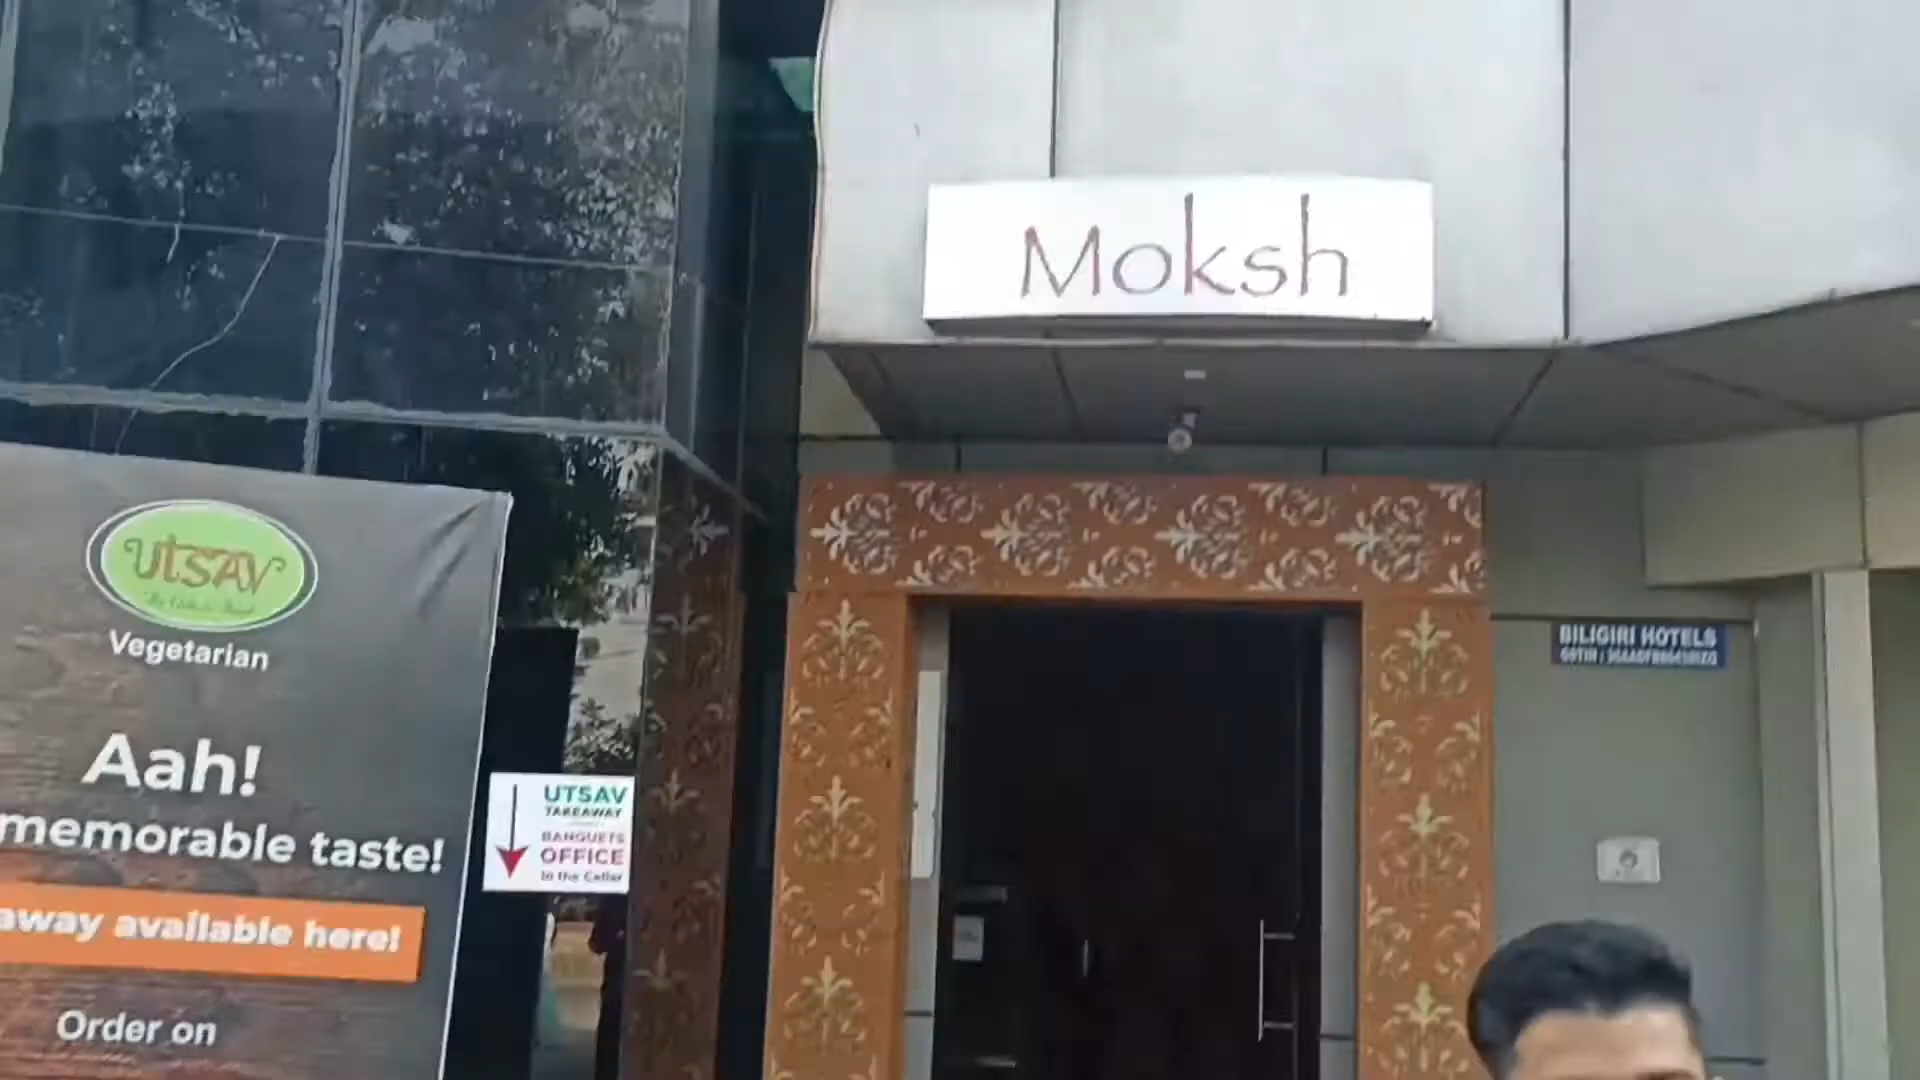 Moksh
UTSAV
Vegetarian
Aah!
memorable taste!
away available here!
Order on
UTSAV
TAKEAWAY
BANQUETS
OFFICE
In the Cellar
BILIGIRI HOTELS